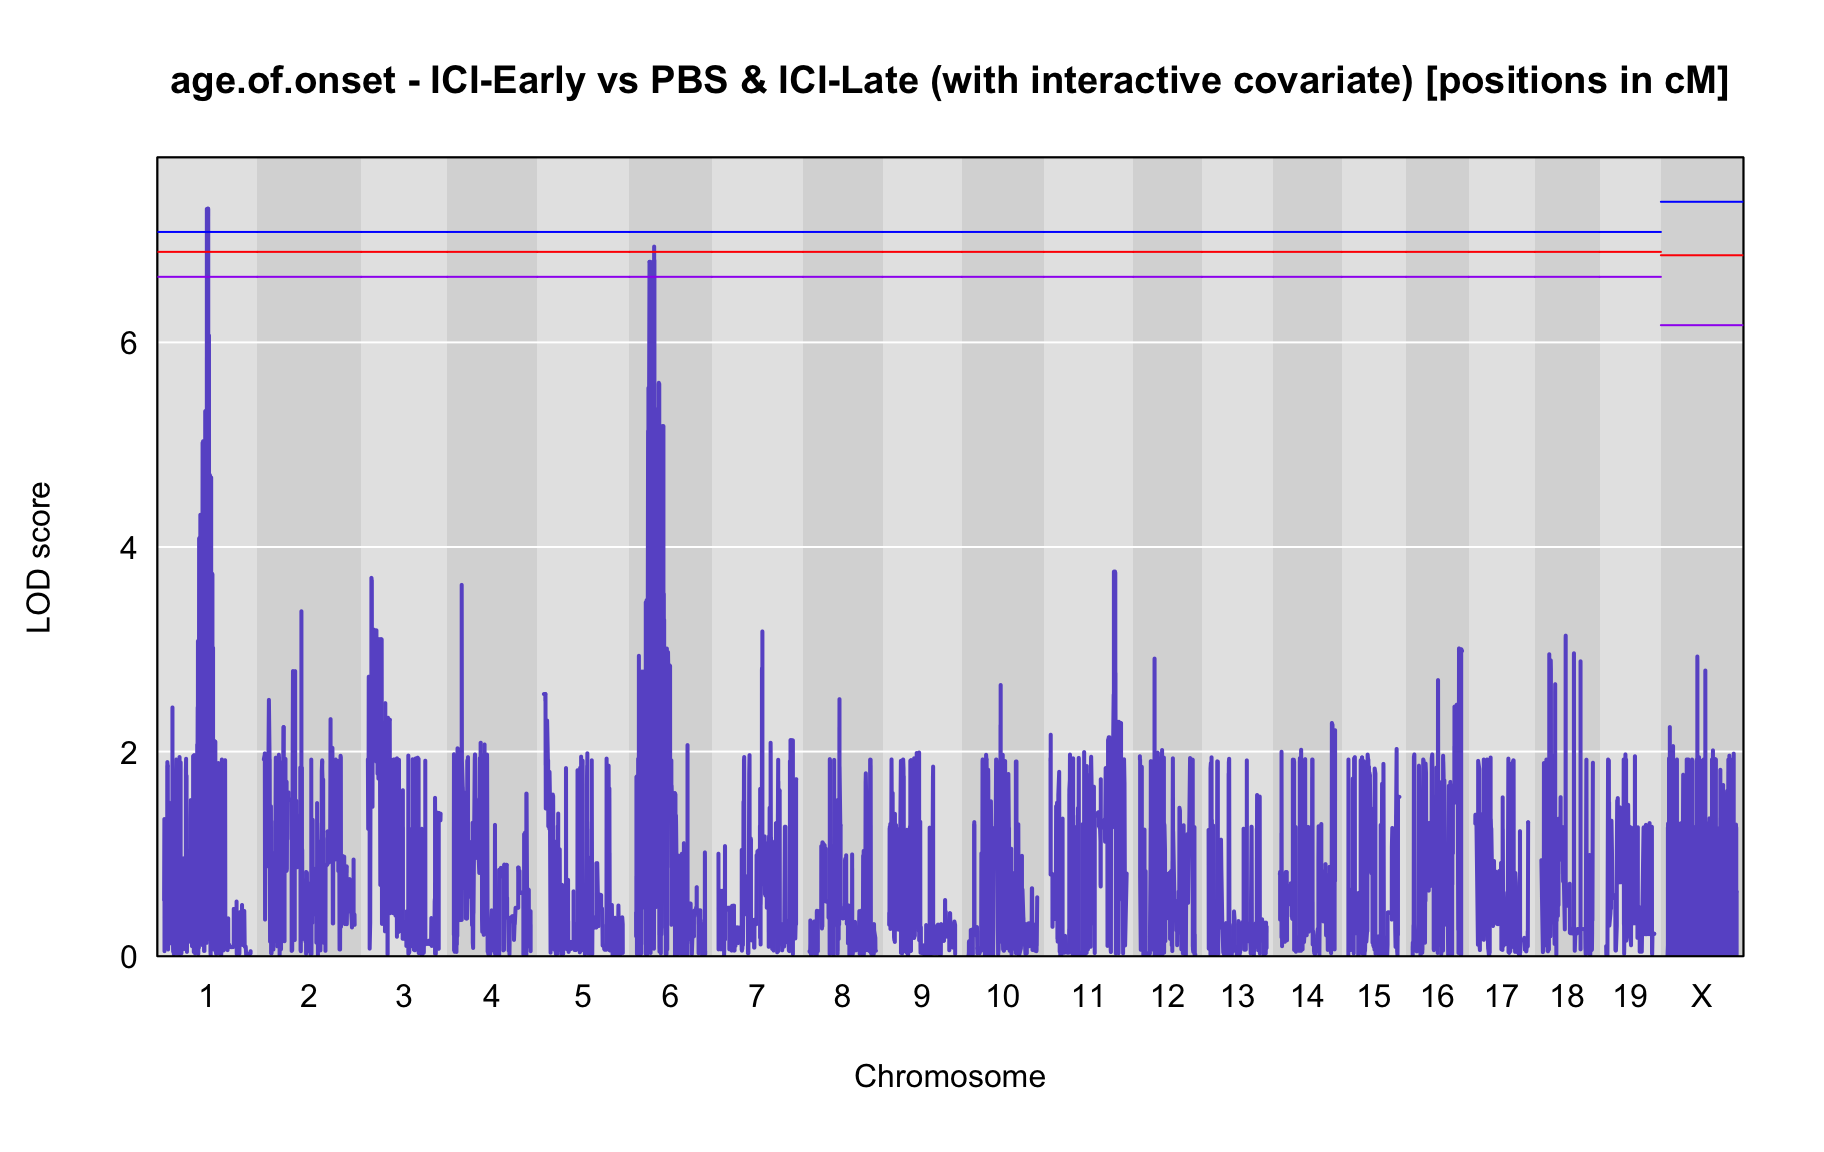 age.of.onset - ICI-Early vs PBS & ICI-Late (with interactive covariate) [positions in cM]
LOD score
6
4
2
0
1 2 3 4 5 6 7 8 9 10 11 12 13 14 15 16 17 18 19 X
Chromosome